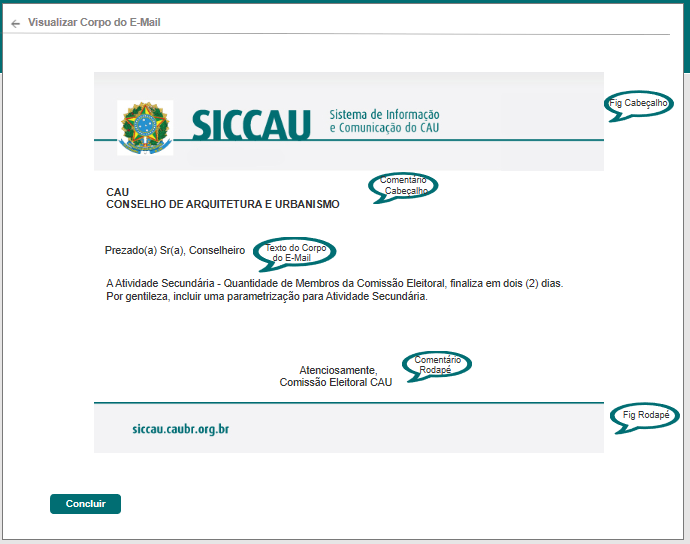 Visualizar Corpo do E-Mail
Fig Cabeçalho
SICCAU
Sistema de Informação
e Comunicação do CAU
Comentário
Cabeçalho
CAU
CONSELHO DE ARQUITETURA E URBANISMO
Prezado(a) Sr(a), Conselheiro
Texto do Corpo
do E-Mail
A Atividade Secundária - Quantidade de Membros da Comissão Eleitoral, finaliza em dois (2) dias.
Por gentileza, incluir uma parametrização para Atividade Secundária.
Comentário
Rodapé
Atenciosamente,
Comissão Eleitoral CAU
Fig Rodapé
siccau.caubr.org.br
Concluir